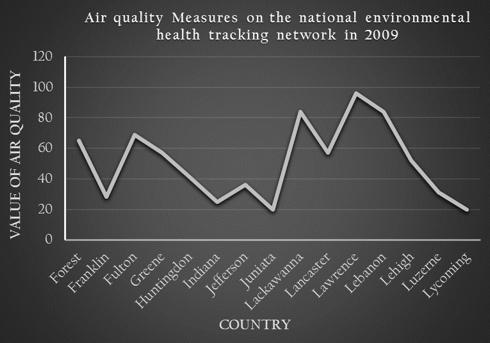 Air quality Measures on the national environmental
health tracking network in 2009
VALUE OF AIR QUALITY
120
100
80
60
40
20
0
Forest
Franklin
Fulton
Greene
Huntingdon
Indiana
Jefferson
Juniata
Lackawanna
Lancaster
Lawrence
Lebanon
Lehigh
Luzerne
Lycoming
COUNTRY